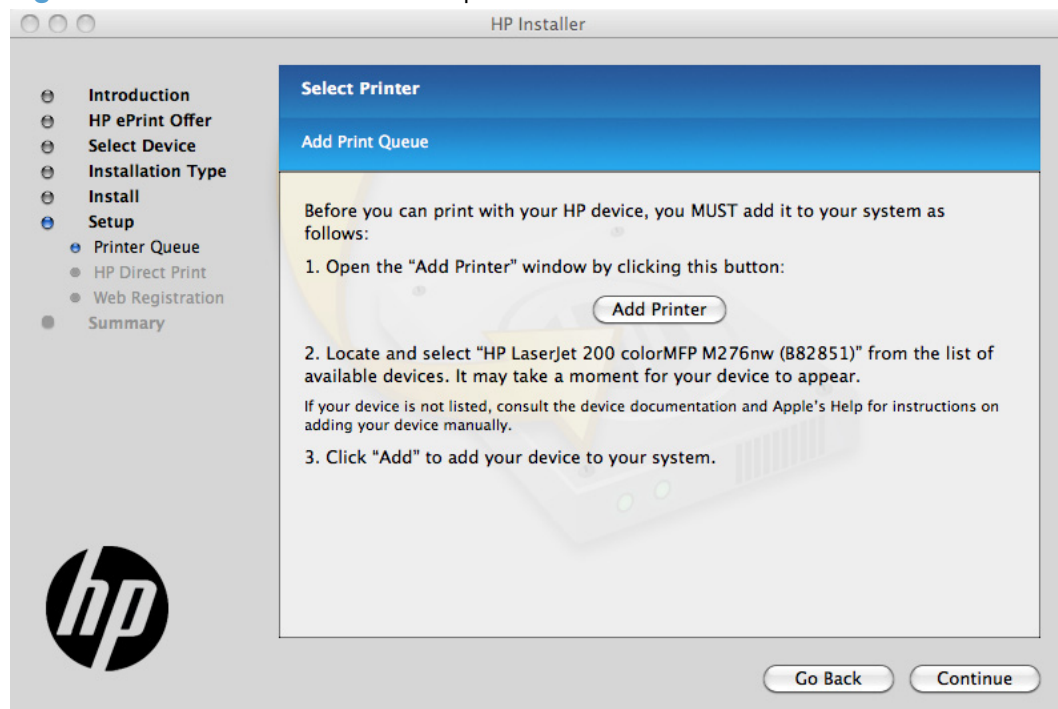 HP Installer
Introduction
HP ePrint Offer
Select Device
Installation Type
Install
Setup
Printer Queue
HP Direct Print
Web Registration
Summary
Select Printer
Add Print Queue
Before you can print with your HP device, you MUST add it to your system as
follows:
1. Open the “Add Printer” window by clicking this button:
Add Printer
2. Locate and select “HP LaserJet 200 colorMFP M276nw (B82851)” from the list of
available devices. It may take a moment for your device to appear.
If your device is not listed, consult the device documentation and Apple’s Help for instructions on
adding your device manually.
3. Click “Add” to add your device to your system.
hp
Go Back
Continue